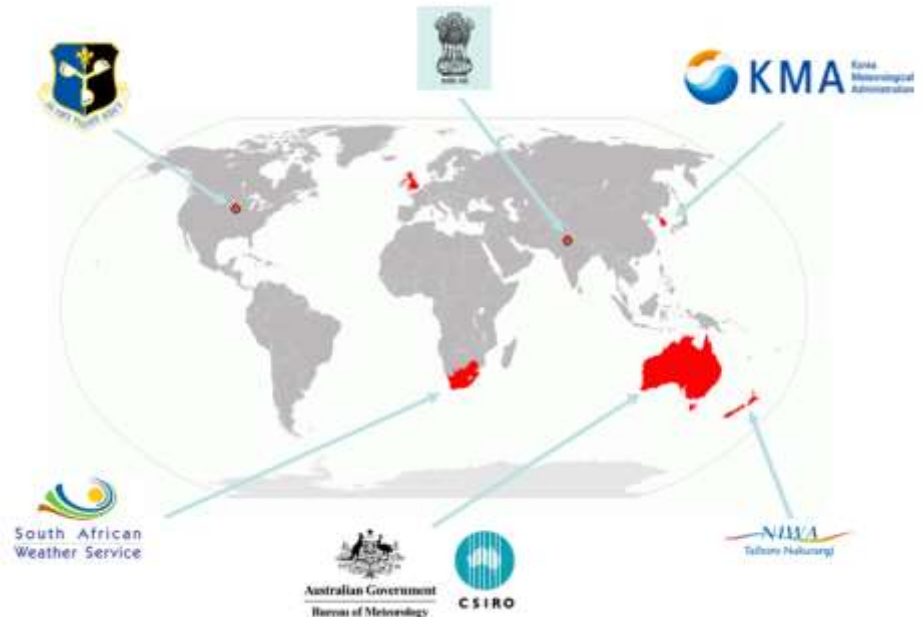 KMA
Korea
Meteorological
Administration
South African
Weather Service
Australian Government
Bureau of Meteorology
CSIRO
NIWA
Taihoro Nukurangi